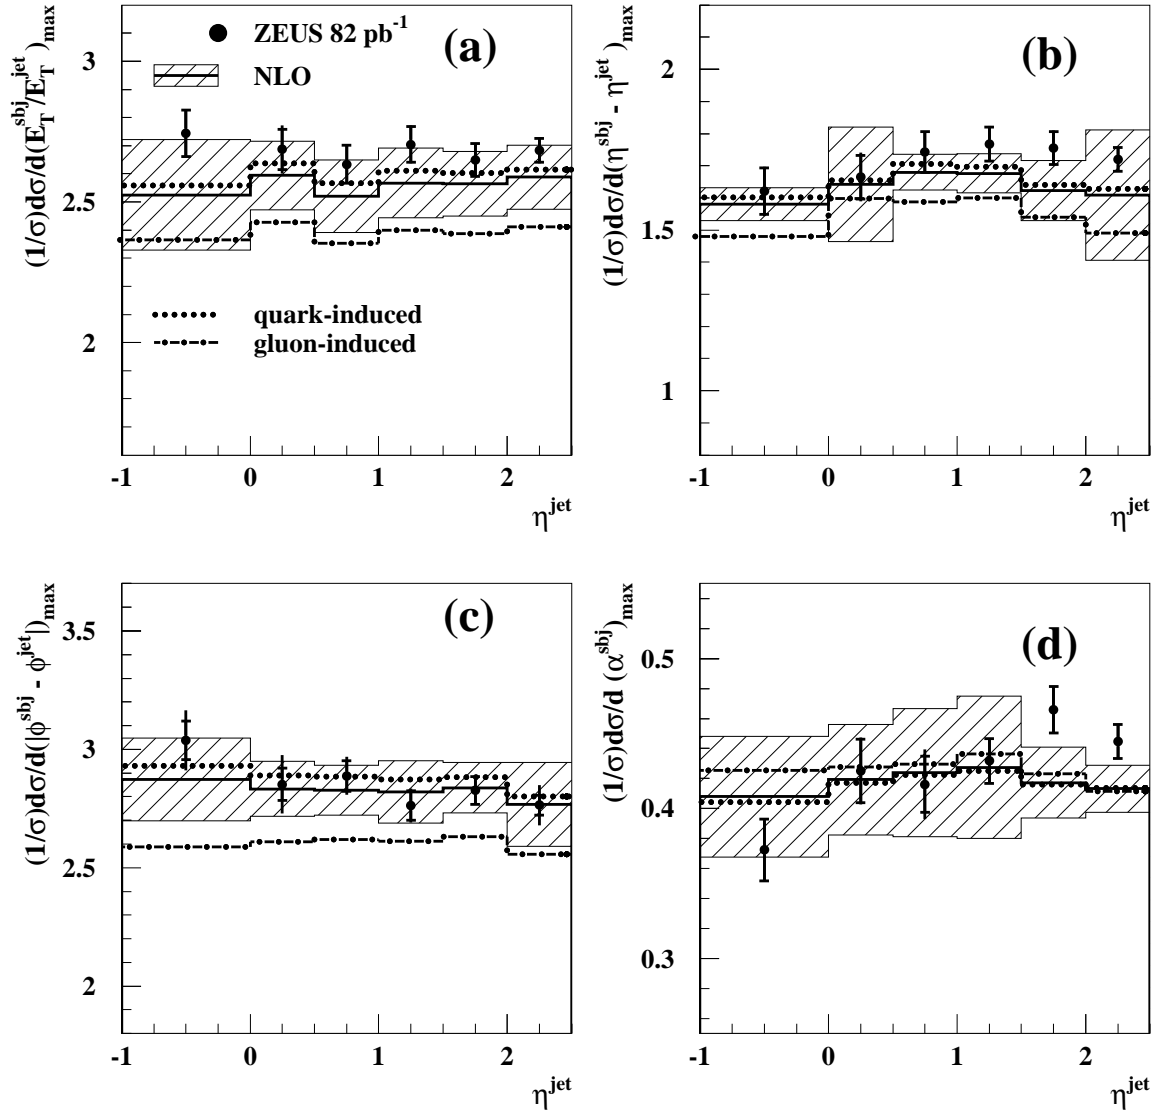 (a)
ZEUS 82 pb-1
NLO
quark-induced
gluon-induced
(1/σ)dσ/d(E_T^sbj/E_T^jet)_max
3
2.5
2
-1 0 1 2
η^jet
(b)
(1/σ)dσ/d(η^sbj - η^jet)_max
2
1.5
1
-1 0 1 2
η^jet
(c)
(1/σ)dσ/d(|φ^sbj - φ^jet|)_max
3.5
3
2.5
2
-1 0 1 2
η^jet
(d)
(1/σ)dσ/d (α^sbj)_max
0.5
0.4
0.3
-1 0 1 2
η^jet